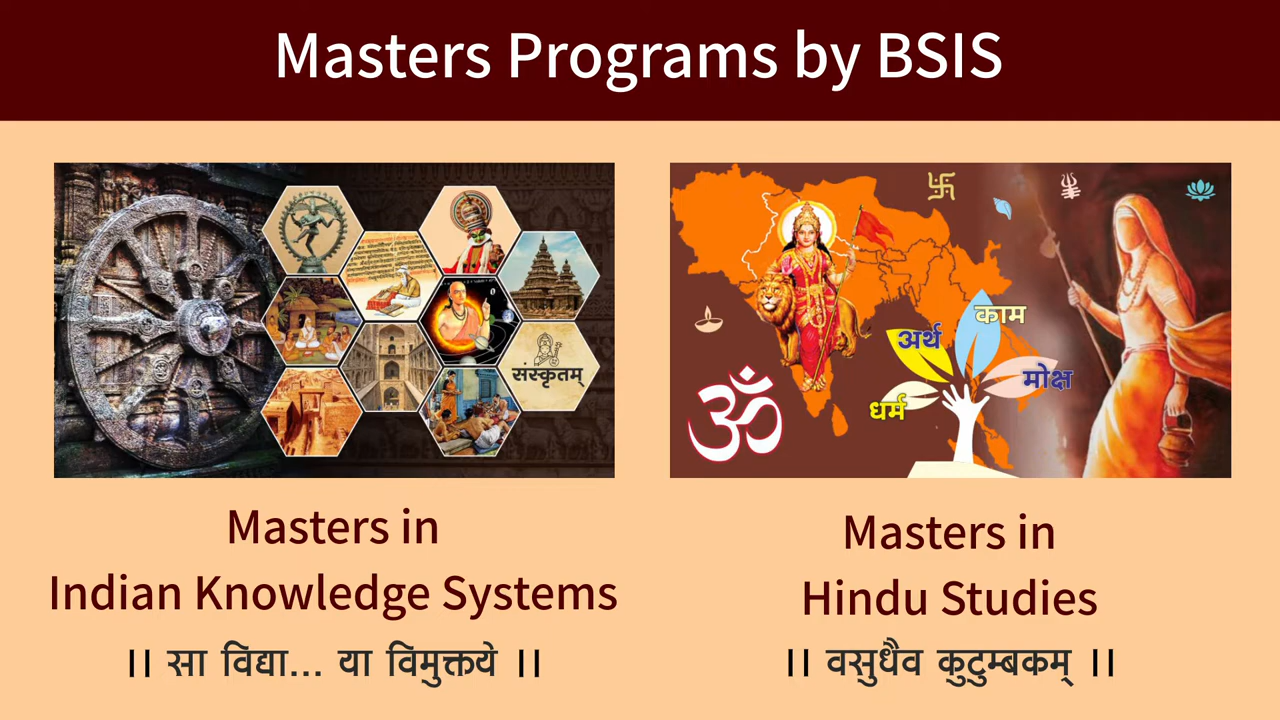 Masters Programs by BSIS
संस्कृतम्
काम
अर्थ
मोक्ष
धर्म
ॐ
Masters in
Indian Knowledge Systems
।। सा विद्या... या विमुक्तये ।।
Masters in
Hindu Studies
।। वसुधैव कुटुम्बकम् ।।